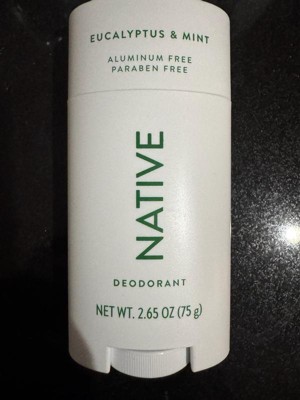 EUCALYPTUS & MINT
ALUMINUM FREE
PARABEN FREE
NATIVE
DEODORANT
NET WT. 2.65 OZ (75 g)